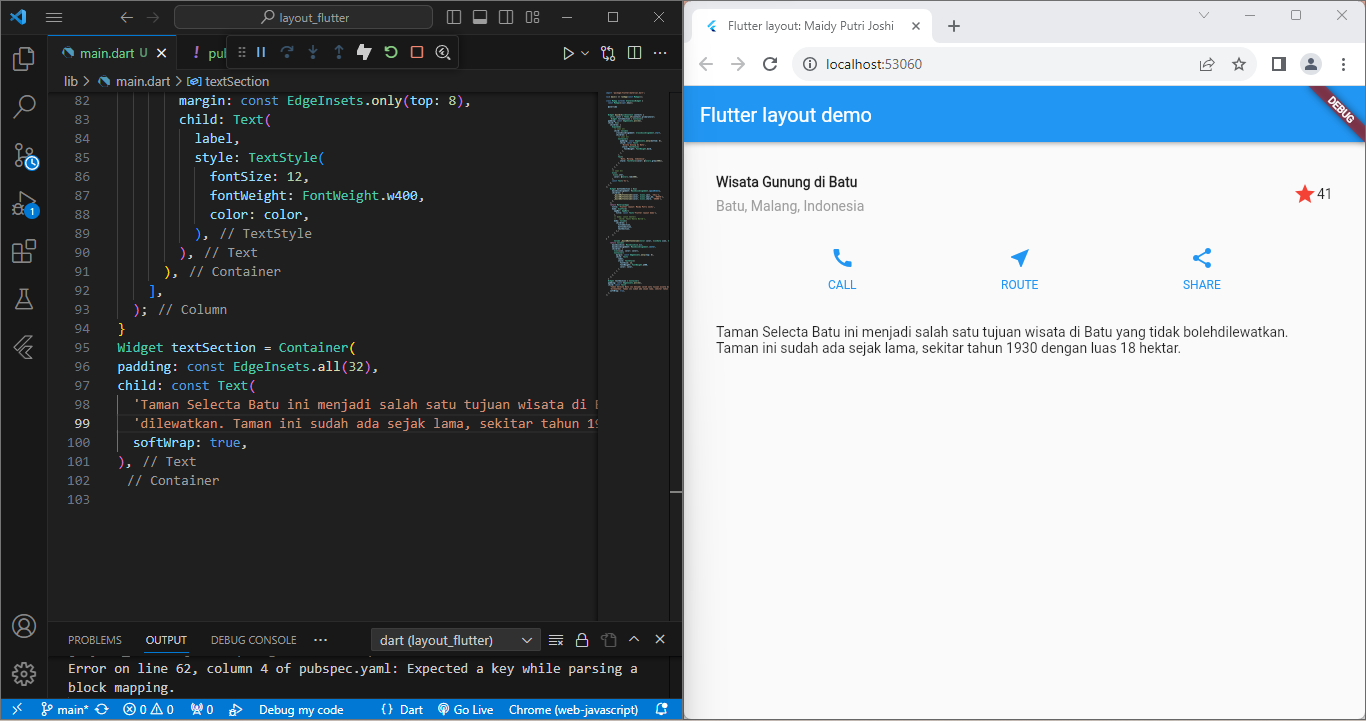 layout_flutter
main.dart U
! pul
lib > main.dart > textSection
82 margin: const EdgeInsets.only(top: 8),
83 child: Text(
84 label,
85 style: TextStyle(
86 fontSize: 12,
87 fontWeight: FontWeight.w400,
88 color: color,
89 ), // TextStyle
90 ), // Text
91 ), // Container
92 ],
93 ); // Column
94 }
95 Widget textSection = Container(
96 padding: const EdgeInsets.all(32),
97 child: const Text(
98 'Taman Selecta Batu ini menjadi salah satu tujuan wisata di B
99 'dilewatkan. Taman ini sudah ada sejak lama, sekitar tahun 19
100 softWrap: true,
101 ), // Text
102 // Container
103
PROBLEMS OUTPUT DEBUG CONSOLE ··· dart (layout_flutter)
Error on line 62, column 4 of pubspec.yaml: Expected a key while parsing a
block mapping.
1
main* 0 0 0 Debug my code {} Dart Go Live Chrome (web-javascript)
Flutter layout: Maidy Putri Joshi
localhost:53060
Flutter layout demo
DEBUG
Wisata Gunung di Batu
Batu, Malang, Indonesia
41
CALL ROUTE SHARE
Taman Selecta Batu ini menjadi salah satu tujuan wisata di Batu yang tidak bolehdilewatkan.
Taman ini sudah ada sejak lama, sekitar tahun 1930 dengan luas 18 hektar.